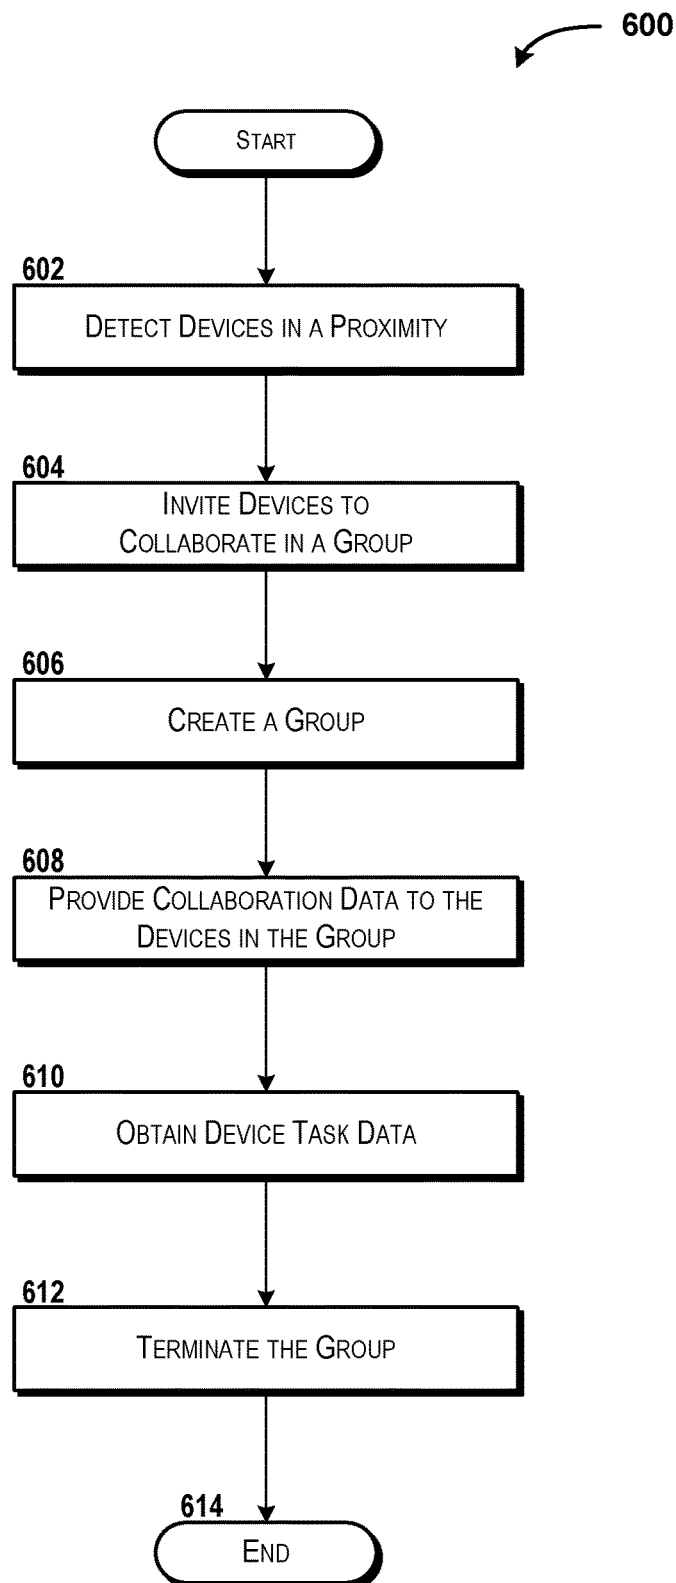 600
START
602
DETECT DEVICES IN A PROXIMITY
604
INVITE DEVICES TO
COLLABORATE IN A GROUP
606
CREATE A GROUP
608
PROVIDE COLLABORATION DATA TO THE
DEVICES IN THE GROUP
610
OBTAIN DEVICE TASK DATA
612
TERMINATE THE GROUP
614
END